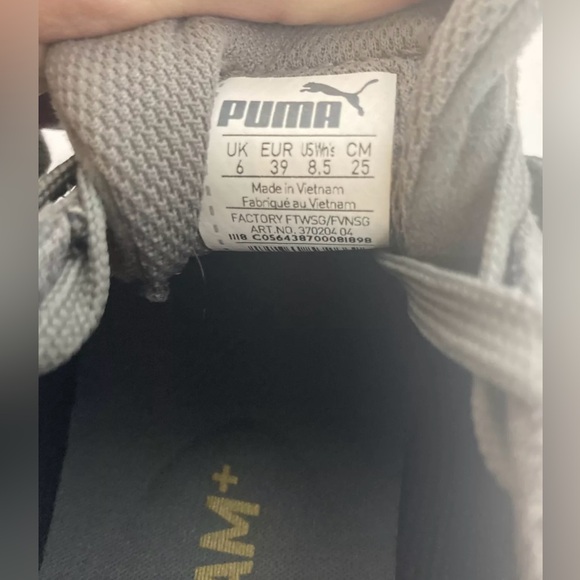 PUMA
UK EUR US Wn's CM
6 39 8.5 25
Made in Vietnam
Fabriqué au Vietnam
FACTORY FTWSG/FVNSG
ART.NO. 370204 04
1118 C056438700081898
AM+